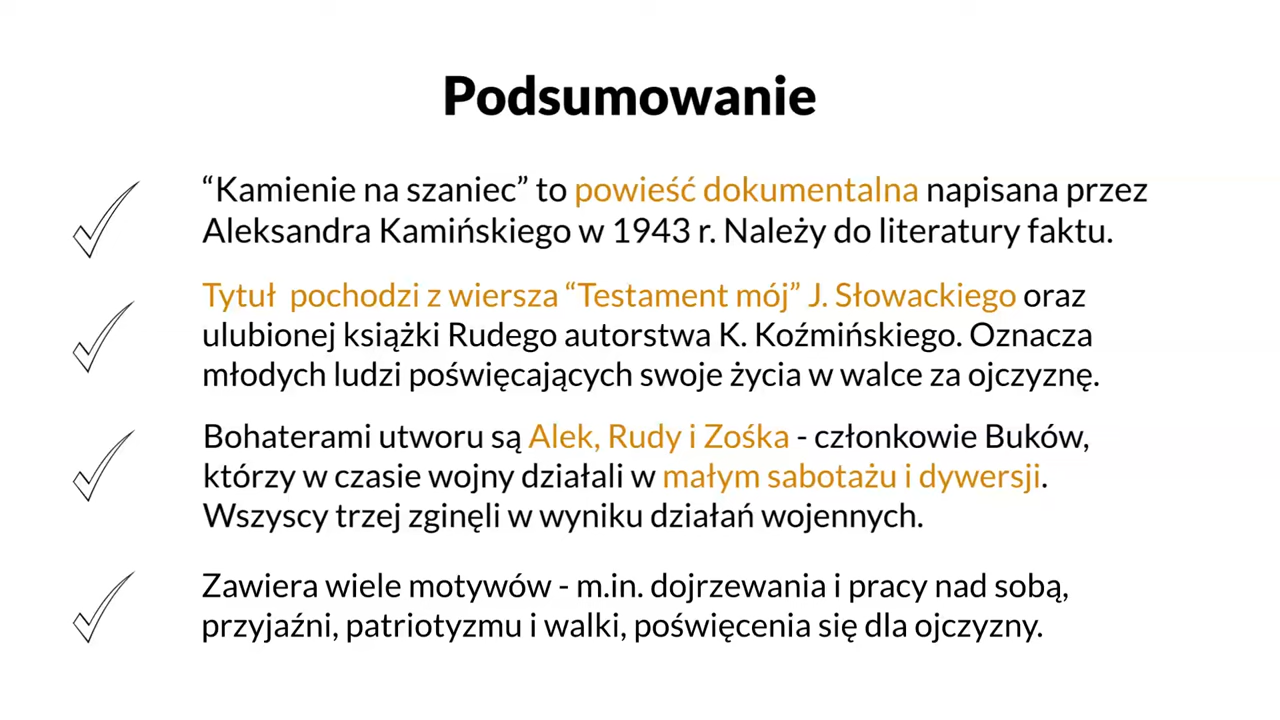 Podsumowanie
“Kamienie na szaniec” to powieść dokumentalna napisana przez
Aleksandra Kamińskiego w 1943 r. Należy do literatury faktu.
Tytuł  pochodzi z wiersza “Testament mój” J. Słowackiego oraz
ulubionej książki Rudego autorstwa K. Koźmińskiego. Oznacza
młodych ludzi poświęcających swoje życia w walce za ojczyznę.
Bohaterami utworu są Alek, Rudy i Zośka - członkowie Buków,
którzy w czasie wojny działali w małym sabotażu i dywersji.
Wszyscy trzej zginęli w wyniku działań wojennych.
Zawiera wiele motywów - m.in. dojrzewania i pracy nad sobą,
przyjaźni, patriotyzmu i walki, poświęcenia się dla ojczyzny.